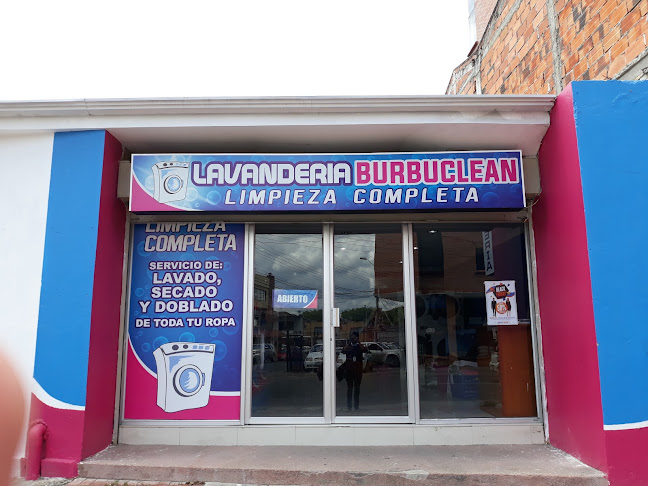 LAVANDERIA BURBUCLEAN
LIMPIEZA COMPLETA
LIMPIEZA
COMPLETA
SERVICIO DE:
LAVADO,
SECADO
Y DOBLADO
DE TODA TU ROPA
ABIERTO